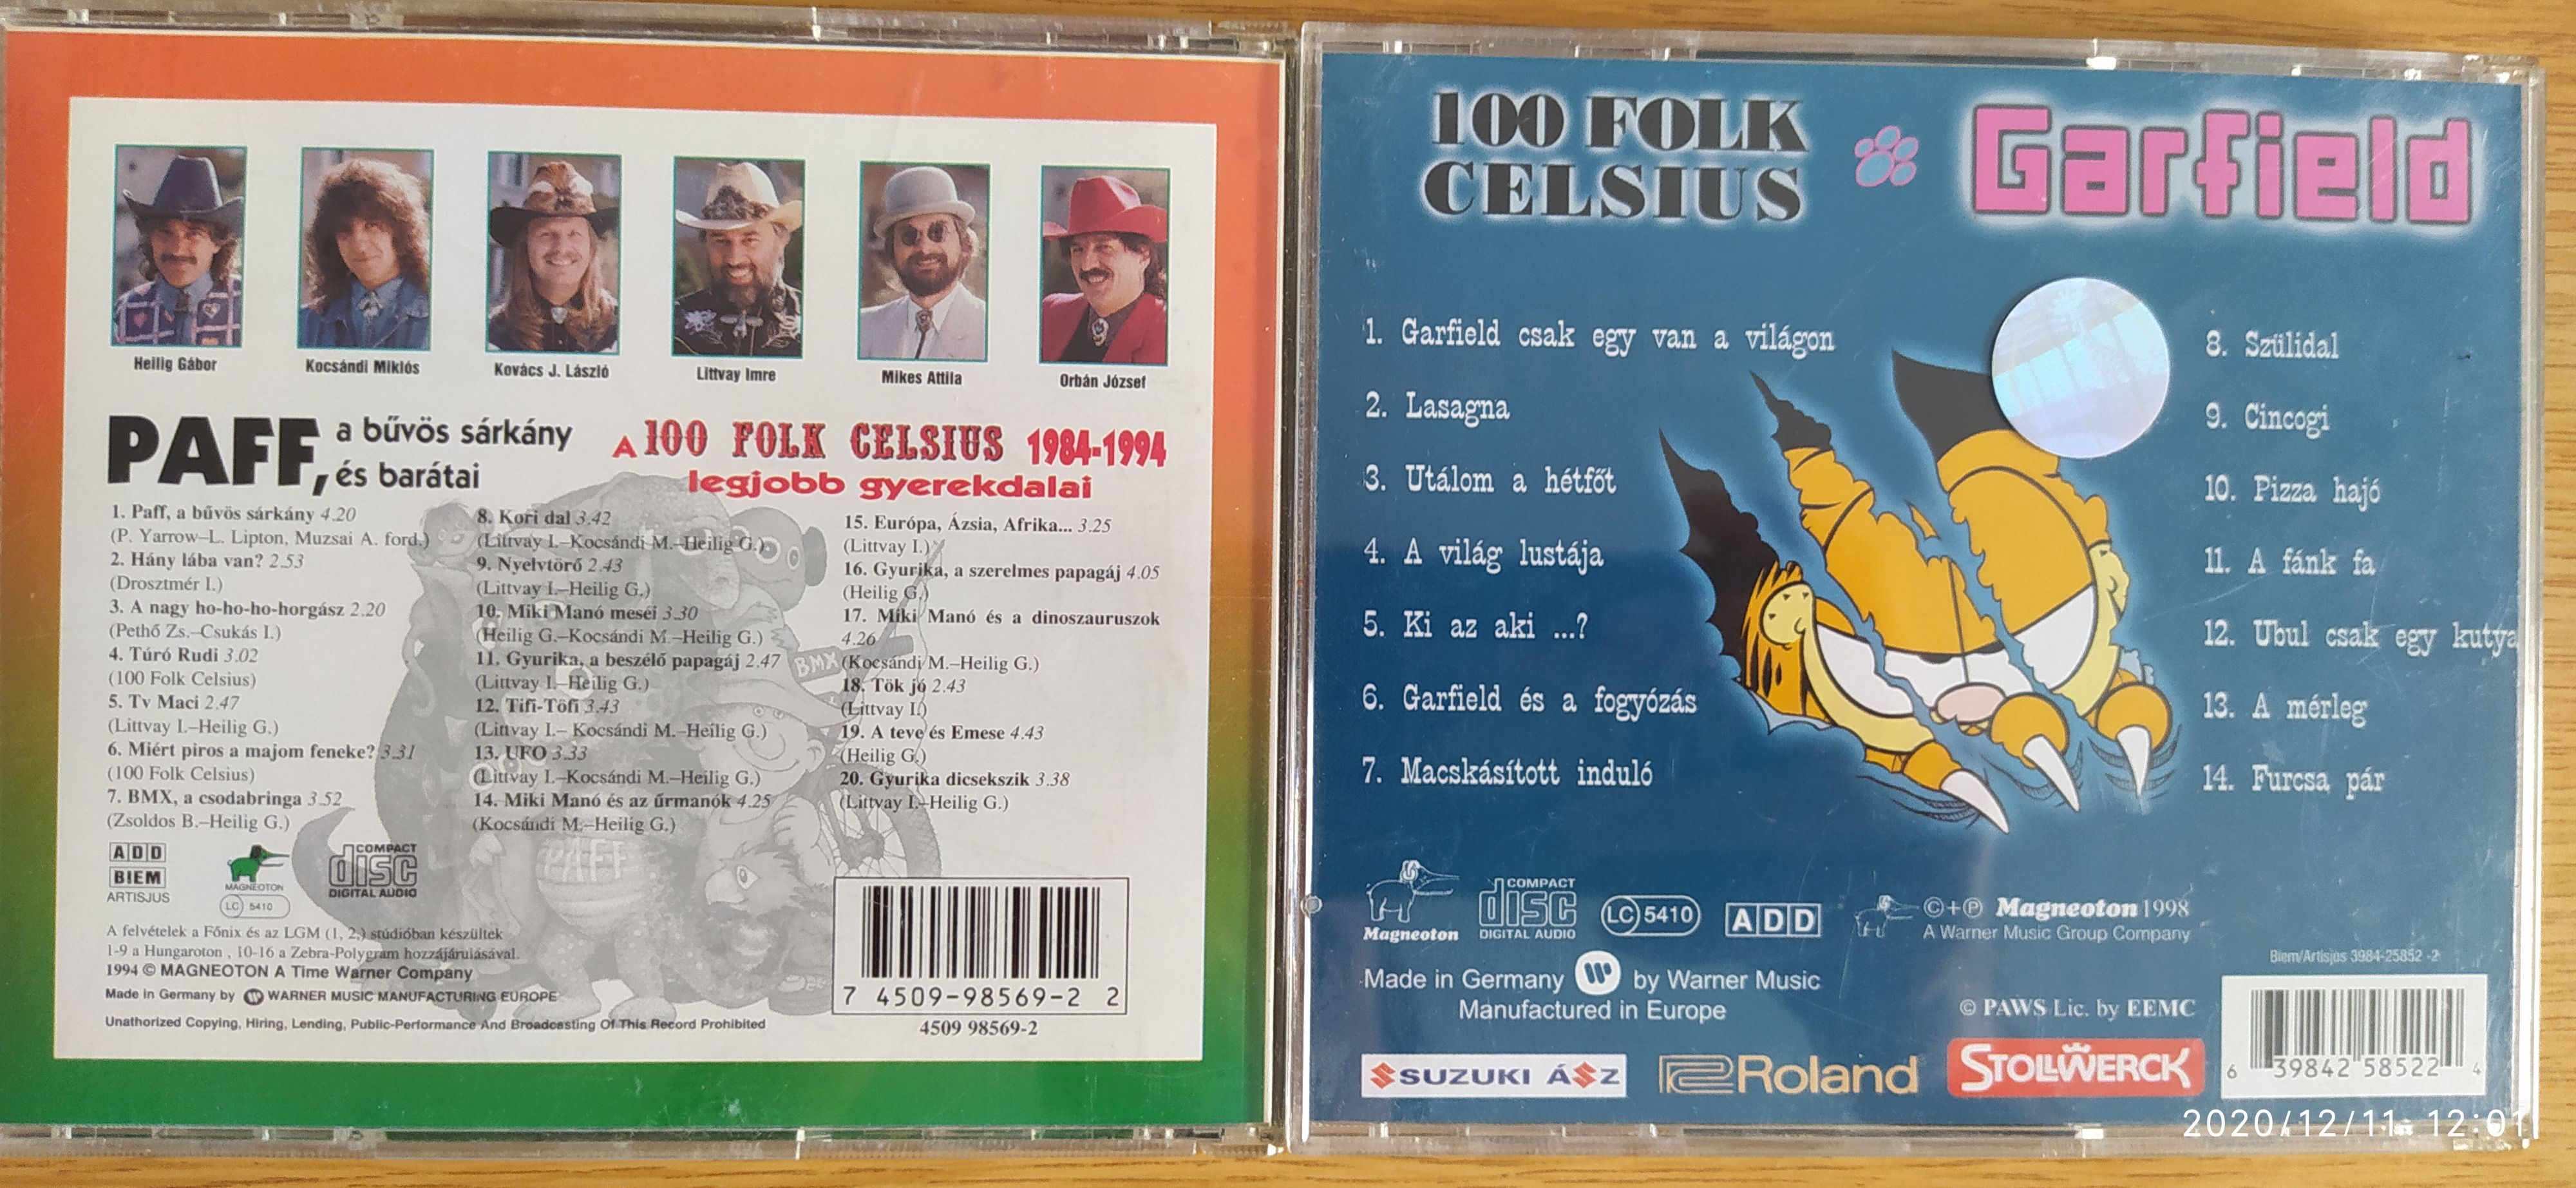 Heilig Gábor
Kocsándi Miklós
Kovács J. László
Littvay Imre
Mikes Attila
Orbán József
PAFF, a bűvös sárkány
és barátai
A 100 FOLK CELSIUS 1984-1994
legjobb gyerekdalai
1. Paff, a bűvös sárkány 4.20
(P. Yarrow–L. Lipton, Muzsai A. ford.)
2. Hány lába van? 2.53
(Drosztmér I.)
3. A nagy ho-ho-ho-horgász 2.20
(Pethő Zs.–Csukás I.)
4. Túró Rudi 3.02
(100 Folk Celsius)
5. Tv Maci 2.47
(Littvay I.–Heilig G.)
6. Miért piros a majom feneke? 3.31
(100 Folk Celsius)
7. BMX, a csodabringa 3.52
(Zsoldos B.–Heilig G.)
8. Kori dal 3.42
(Littvay I.–Kocsándi M.–Heilig G.)
9. Nyelvtörő 2.43
(Littvay I.–Heilig G.)
10. Miki Manó meséi 3.30
(Heilig G.–Kocsándi M.–Heilig G.)
11. Gyurika, a beszélő papagáj 2.47
(Littvay I.–Heilig G.)
12. Tifi-Töfi 3.43
(Littvay I.– Kocsándi M.–Heilig G.)
13. UFO 3.33
(Littvay I.–Kocsándi M.–Heilig G.)
14. Miki Manó és az űrmanók 4.25
(Kocsándi M.–Heilig G.)
15. Európa, Ázsia, Afrika... 3.25
(Littvay I.)
16. Gyurika, a szerelmes papagáj 4.05
(Heilig G.)
17. Miki Manó és a dinoszauruszok
4.26
(Kocsándi M.–Heilig G.)
18. Tök jó 2.43
(Littvay I.)
19. A teve és Emese 4.43
(Heilig G.)
20. Gyurika dicsekszik 3.38
(Littvay I.–Heilig G.)
BMX
PAFF
ADD
BIEM
ARTISJUS
MAGNEOTON
LC 5410
COMPACT
disc
DIGITAL AUDIO
A felvételek a Főnix és az LGM (1, 2,) stúdióban készültek
1-9 a Hungaroton , 10-16 a Zebra-Polygram hozzájárulásával.
1994 © MAGNEOTON A Time Warner Company
Made in Germany by WARNER MUSIC MANUFACTURING EUROPE
Unathorized Copying, Hiring, Lending, Public-Performance And Broadcasting Of This Record Prohibited
7 4509-98569-2 2
4509 98569-2
100 FOLK
CELSIUS
Garfield
1. Garfield csak egy van a világon
2. Lasagna
3. Utálom a hétfőt
4. A világ lustája
5. Ki az aki ...?
6. Garfield és a fogyózás
7. Macskásított induló
8. Szülidal
9. Cincogi
10. Pizza hajó
11. A fánk fa
12. Ubul csak egy kutya
13. A mérleg
14. Furcsa pár
Magneoton
COMPACT
disc
DIGITAL AUDIO
LC 5410
ADD
©+℗ Magneoton 1998
A Warner Music Group Company
Made in Germany by Warner Music
Manufactured in Europe
Biem/Artisjus 3984-25852 -2
© PAWS Lic. by EEMC
SUZUKI ÁSZ
Roland
STOLLWERCK
6 39842 58522 4
2020/12/11 12:01